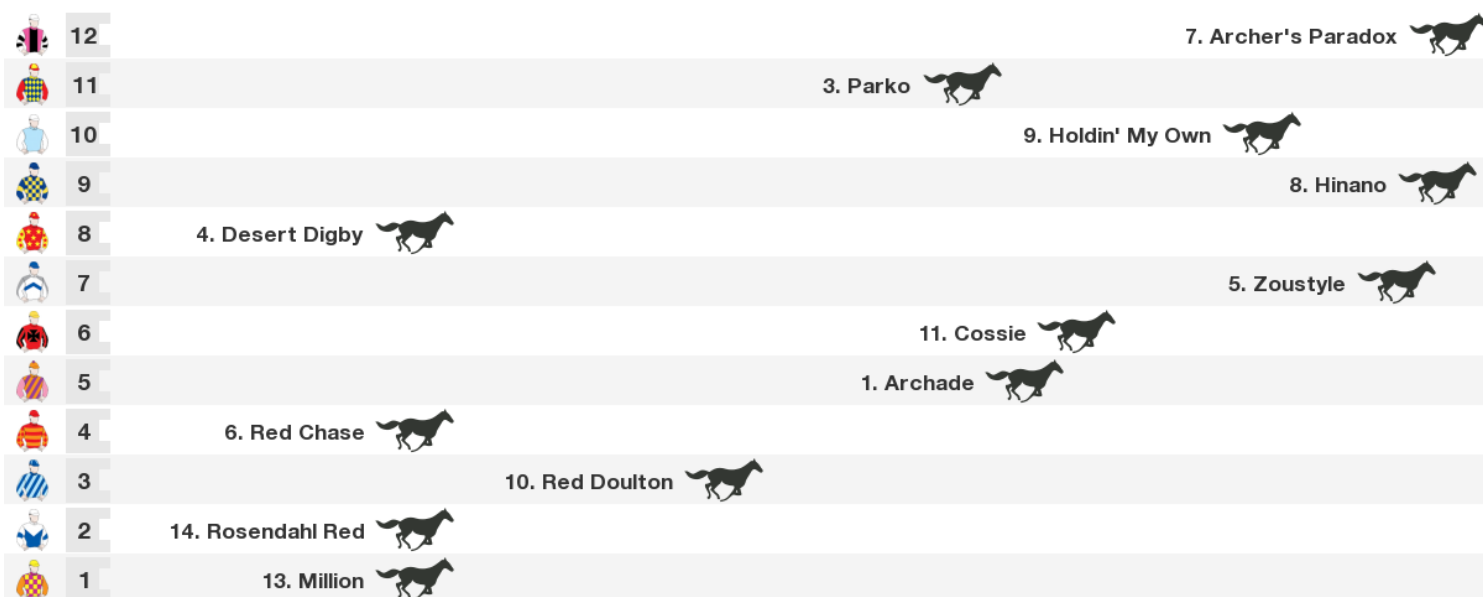 12 7. Archer's Paradox
11 3. Parko
10 9. Holdin' My Own
9 8. Hinano
8 4. Desert Digby
7 5. Zoustyle
6 11. Cossie
5 1. Archade
4 6. Red Chase
3 10. Red Doulton
2 14. Rosendahl Red
1 13. Million